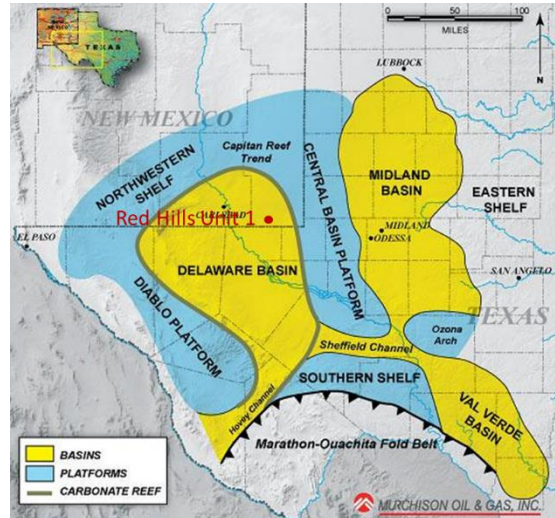 NEW
MEXICO
TEXAS
0 50 100
MILES
LUBBOCK
N
NEW MEXICO
Capitan Reef
Trend
NORTHWESTERN
SHELF
CENTRAL BASIN PLATFORM
MIDLAND
BASIN
EASTERN
SHELF
Red Hills Unit 1
CARLSBAD
EL PASO
MIDLAND
ODESSA
DELAWARE BASIN
SAN ANGELO
DIABLO PLATFORM
TEXAS
Ozona
Arch
Sheffield Channel
SOUTHERN SHELF
Hovey Channel
VAL VERDE
BASIN
Marathon-Ouachita Fold Belt
BASINS
PLATFORMS
CARBONATE REEF
MURCHISON OIL & GAS, INC.